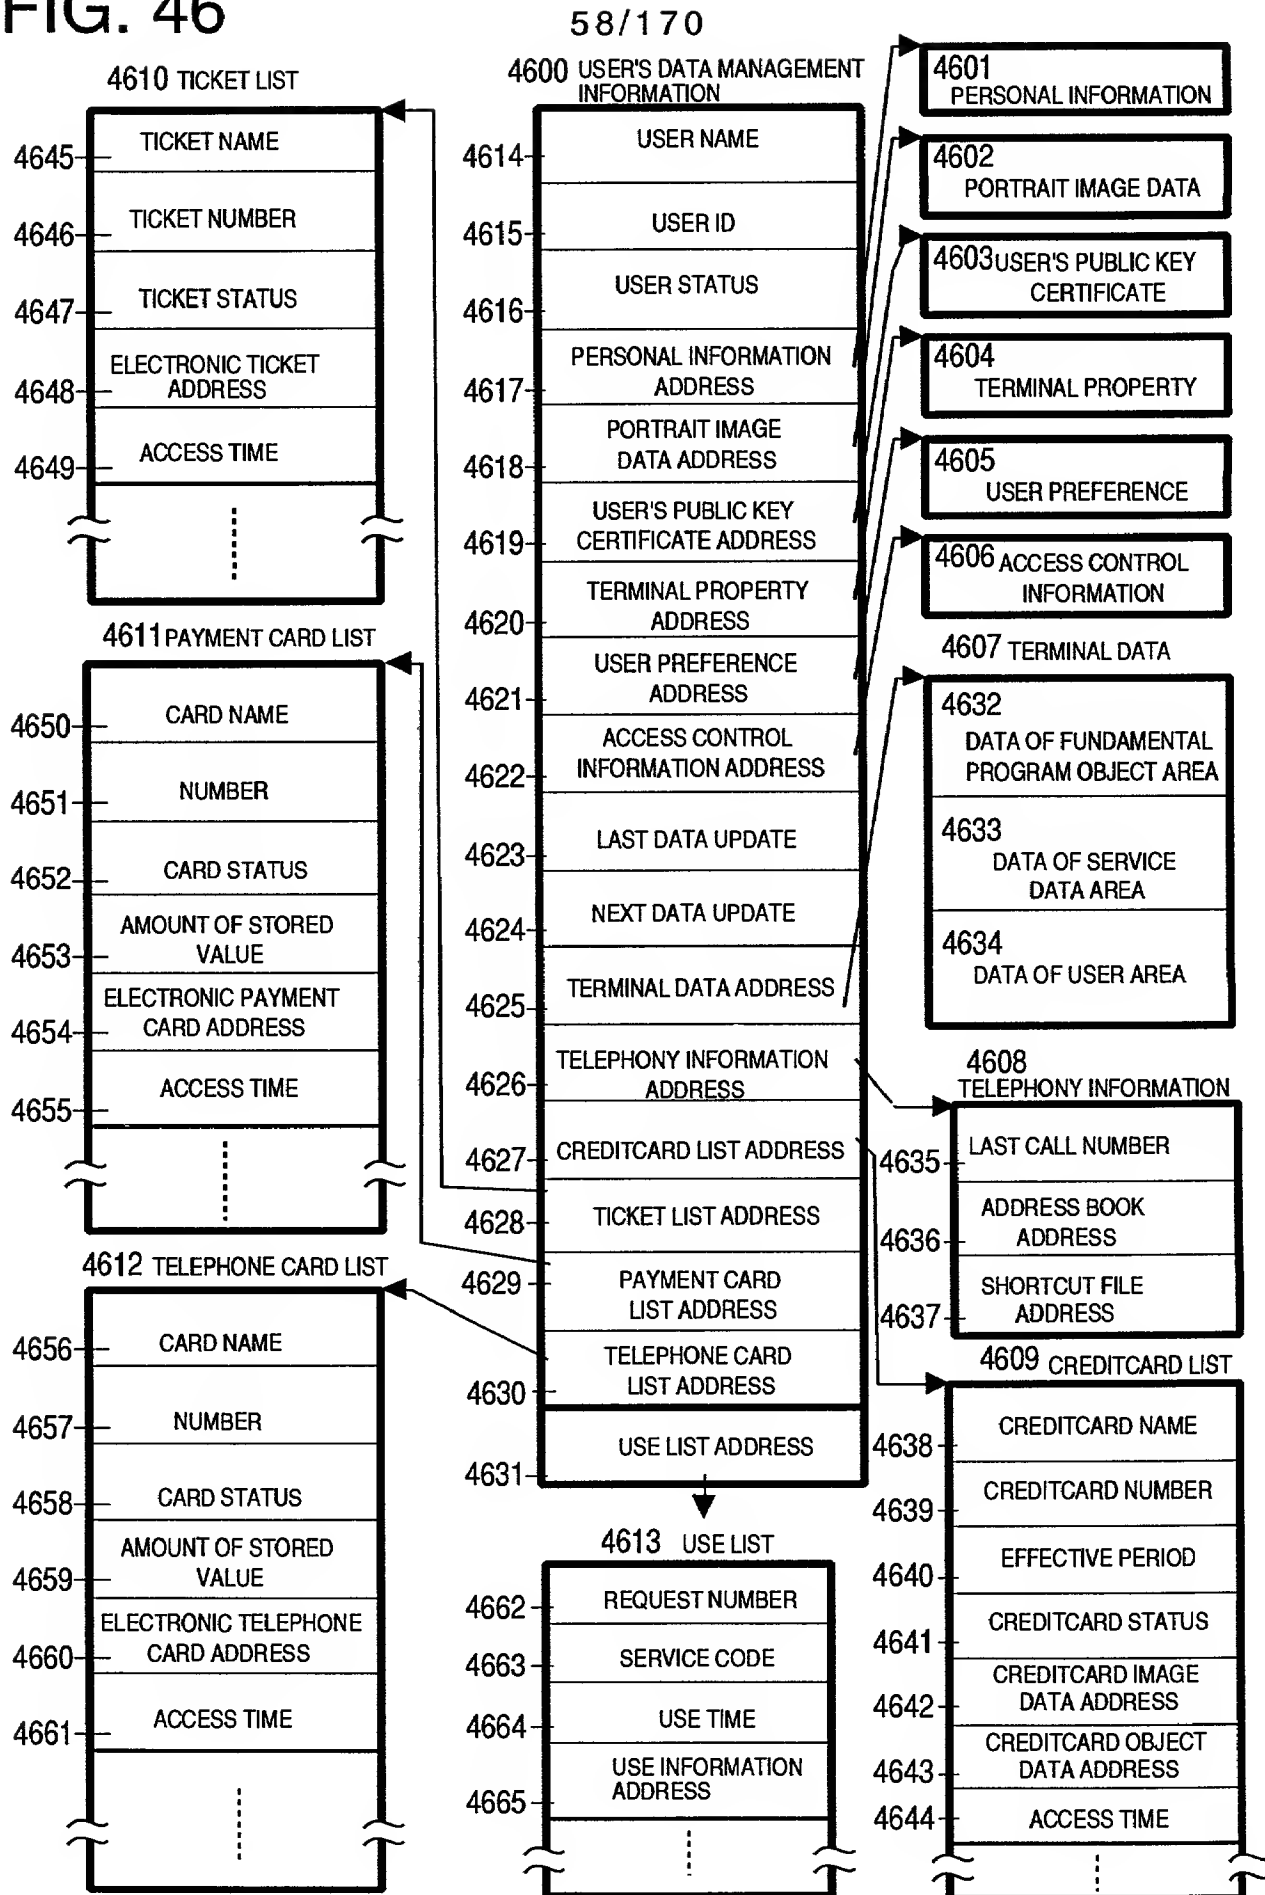 FIG. 46
58/170
4610 TICKET LIST
4645
TICKET NAME
4646
TICKET NUMBER
4647
TICKET STATUS
4648
ELECTRONIC TICKET
ADDRESS
4649
ACCESS TIME
4611 PAYMENT CARD LIST
4650
CARD NAME
4651
NUMBER
4652
CARD STATUS
4653
AMOUNT OF STORED
VALUE
4654
ELECTRONIC PAYMENT
CARD ADDRESS
4655
ACCESS TIME
4612 TELEPHONE CARD LIST
4656
CARD NAME
4657
NUMBER
4658
CARD STATUS
4659
AMOUNT OF STORED
VALUE
4660
ELECTRONIC TELEPHONE
CARD ADDRESS
4661
ACCESS TIME
4600 USER'S DATA MANAGEMENT
INFORMATION
4614
USER NAME
4615
USER ID
4616
USER STATUS
4617
PERSONAL INFORMATION
ADDRESS
4618
PORTRAIT IMAGE
DATA ADDRESS
4619
USER'S PUBLIC KEY
CERTIFICATE ADDRESS
4620
TERMINAL PROPERTY
ADDRESS
4621
USER PREFERENCE
ADDRESS
4622
ACCESS CONTROL
INFORMATION ADDRESS
4623
LAST DATA UPDATE
4624
NEXT DATA UPDATE
4625
TERMINAL DATA ADDRESS
4626
TELEPHONY INFORMATION
ADDRESS
4627
CREDITCARD LIST ADDRESS
4628
TICKET LIST ADDRESS
4629
PAYMENT CARD
LIST ADDRESS
4630
TELEPHONE CARD
LIST ADDRESS
4631
USE LIST ADDRESS
4613 USE LIST
4662
REQUEST NUMBER
4663
SERVICE CODE
4664
USE TIME
4665
USE INFORMATION
ADDRESS
4601
PERSONAL INFORMATION
4602
PORTRAIT IMAGE DATA
4603 USER'S PUBLIC KEY
CERTIFICATE
4604
TERMINAL PROPERTY
4605
USER PREFERENCE
4606 ACCESS CONTROL
INFORMATION
4607 TERMINAL DATA
4632
DATA OF FUNDAMENTAL
PROGRAM OBJECT AREA
4633
DATA OF SERVICE
DATA AREA
4634
DATA OF USER AREA
4608
TELEPHONY INFORMATION
4635
LAST CALL NUMBER
4636
ADDRESS BOOK
ADDRESS
4637
SHORTCUT FILE
ADDRESS
4609 CREDITCARD LIST
4638
CREDITCARD NAME
4639
CREDITCARD NUMBER
4640
EFFECTIVE PERIOD
4641
CREDITCARD STATUS
4642
CREDITCARD IMAGE
DATA ADDRESS
4643
CREDITCARD OBJECT
DATA ADDRESS
4644
ACCESS TIME